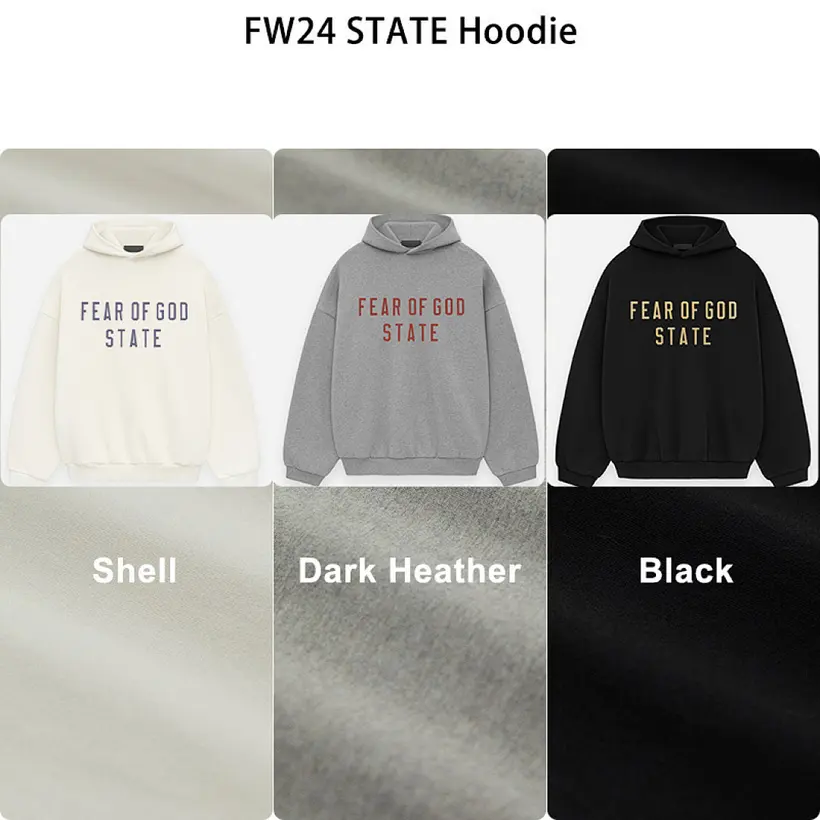 FW24 STATE Hoodie
FEAR OF GOD
STATE
FEAR OF GOD
STATE
FEAR OF GOD
STATE
Shell
Dark Heather
Black